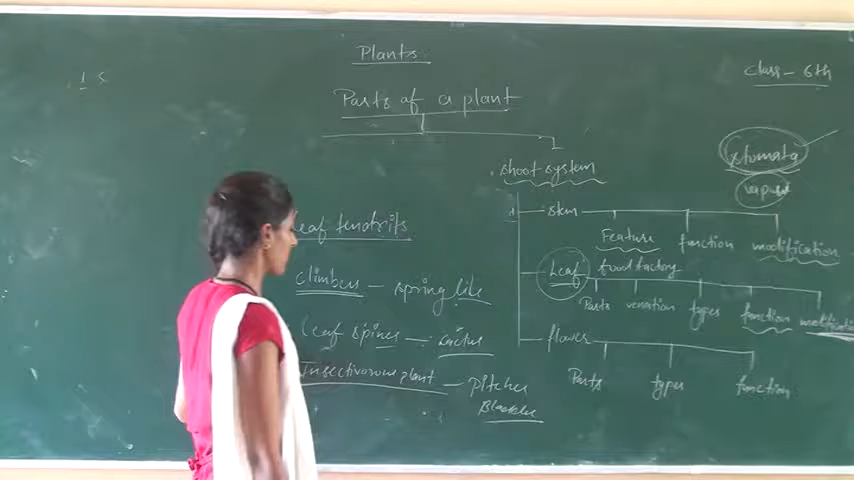 Plants
Class - 6th
Parts of a plant
Stomata
vapour
Shoot system
stem
Feature function modification
Leaf tendrils
Leaf food factory
climbers - spring like
Parts venation types function modification
leaf spines - Cactus
flower
Insectivorous plant - pitcher
Parts types function